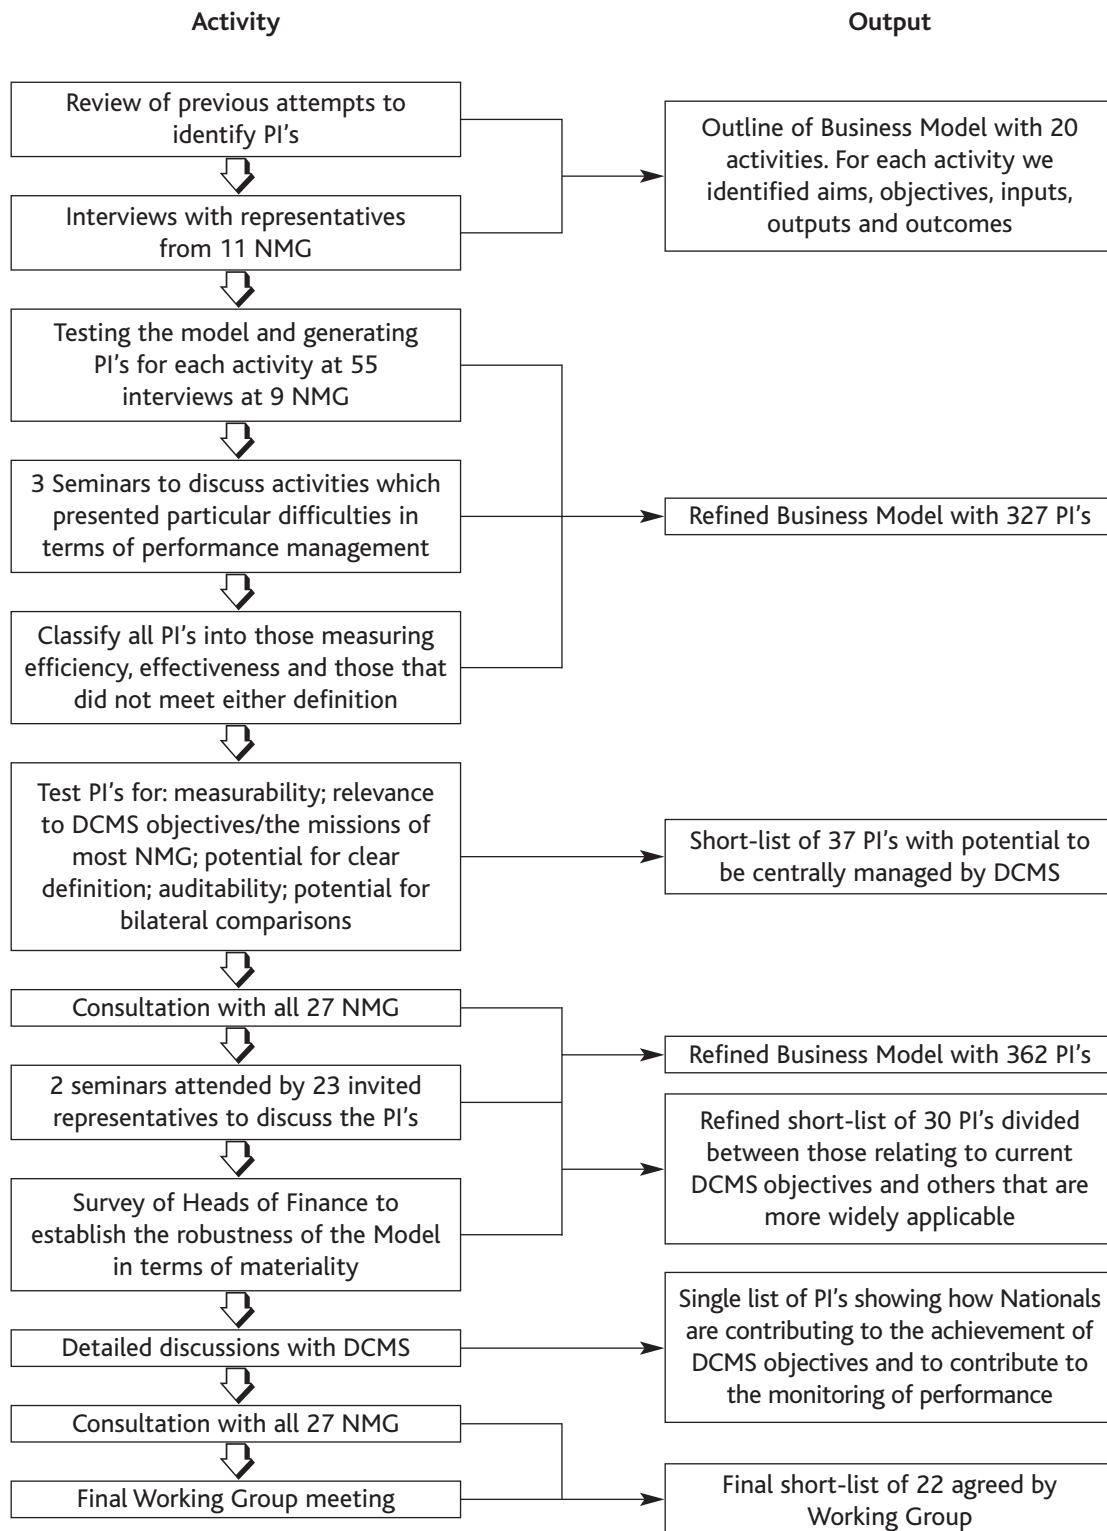 Activity
Output
Review of previous attempts to
identify PI's
Interviews with representatives
from 11 NMG
Outline of Business Model with 20
activities. For each activity we
identified aims, objectives, inputs,
outputs and outcomes
Testing the model and generating
PI's for each activity at 55
interviews at 9 NMG
3 Seminars to discuss activities which
presented particular difficulties in
terms of performance management
Classify all PI's into those measuring
efficiency, effectiveness and those that
did not meet either definition
Refined Business Model with 327 PI's
Test PI's for: measurability; relevance
to DCMS objectives/the missions of
most NMG; potential for clear
definition; auditability; potential for
bilateral comparisons
Short-list of 37 PI's with potential to
be centrally managed by DCMS
Consultation with all 27 NMG
2 seminars attended by 23 invited
representatives to discuss the PI's
Survey of Heads of Finance to
establish the robustness of the Model
in terms of materiality
Refined Business Model with 362 PI's
Refined short-list of 30 PI's divided
between those relating to current
DCMS objectives and others that are
more widely applicable
Detailed discussions with DCMS
Single list of PI's showing how Nationals
are contributing to the achievement of
DCMS objectives and to contribute to
the monitoring of performance
Consultation with all 27 NMG
Final Working Group meeting
Final short-list of 22 agreed by
Working Group